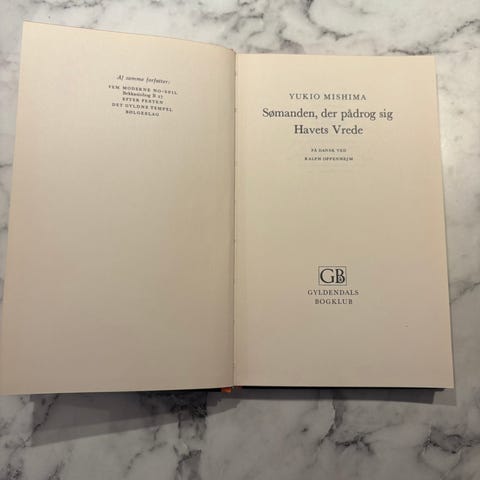 Af samme forfatter:
FEM MODERNE NO-SPIL
Bekkasinbog B 27
EFTER FESTEN
DET GYLDNE TEMPEL
BØLGESLAG
YUKIO MISHIMA
Sømanden, der pådrog sig
Havets Vrede
PÅ DANSK VED
RALPH OPPENHEJM
GB
GYLDENDALS
BOGKLUB